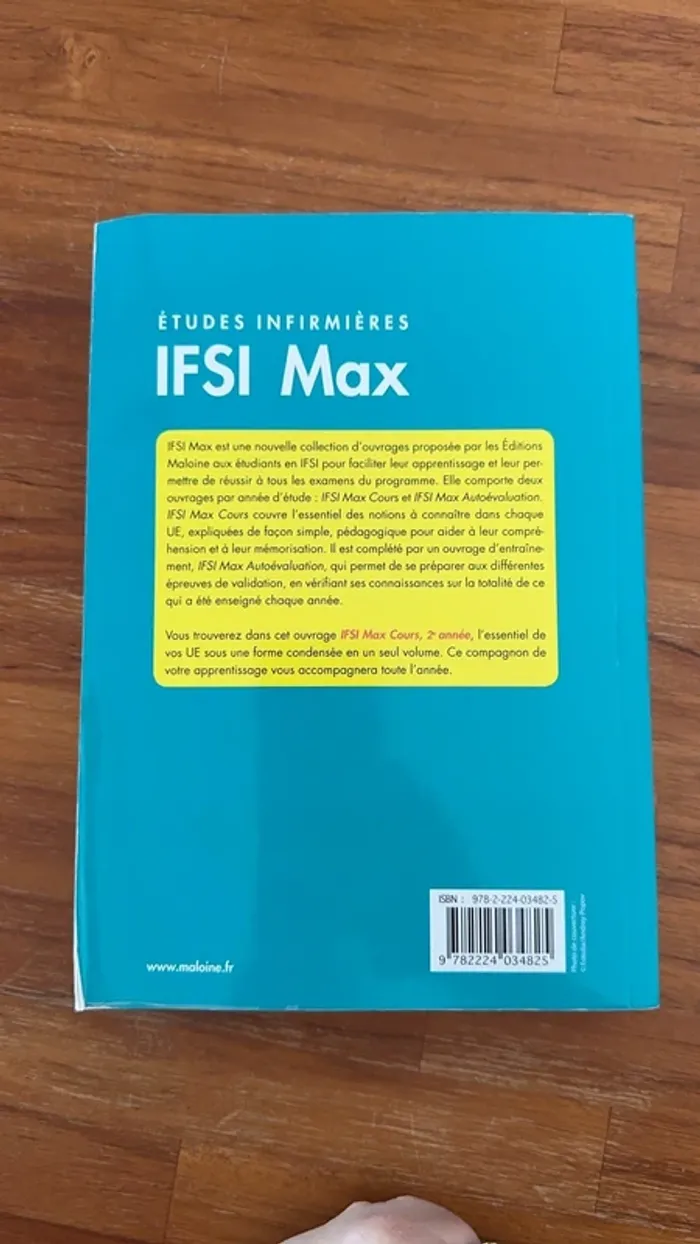 ÉTUDES INFIRMIÈRES
IFSI Max
IFSI Max est une nouvelle collection d'ouvrages proposée par les Éditions
Maloine aux étudiants en IFSI pour faciliter leur apprentissage et leur per-
mettre de réussir à tous les examens du programme. Elle comporte deux
ouvrages par année d'étude : IFSI Max Cours et IFSI Max Autoévaluation.
IFSI Max Cours couvre l'essentiel des notions à connaître dans chaque
UE, expliquées de façon simple, pédagogique pour aider à leur compré-
hension et à leur mémorisation. Il est complété par un ouvrage d'entraîne-
ment, IFSI Max Autoévaluation, qui permet de se préparer aux différentes
épreuves de validation, en vérifiant ses connaissances sur la totalité de ce
qui a été enseigné chaque année.
Vous trouverez dans cet ouvrage IFSI Max Cours, 2e année, l'essentiel de
vos UE sous une forme condensée en un seul volume. Ce compagnon de
votre apprentissage vous accompagnera toute l'année.
ISBN : 978-2-224-03482-5
9 782224 034825
www.maloine.fr
Photo de couverture :
© Fotolia/Andrey Popov